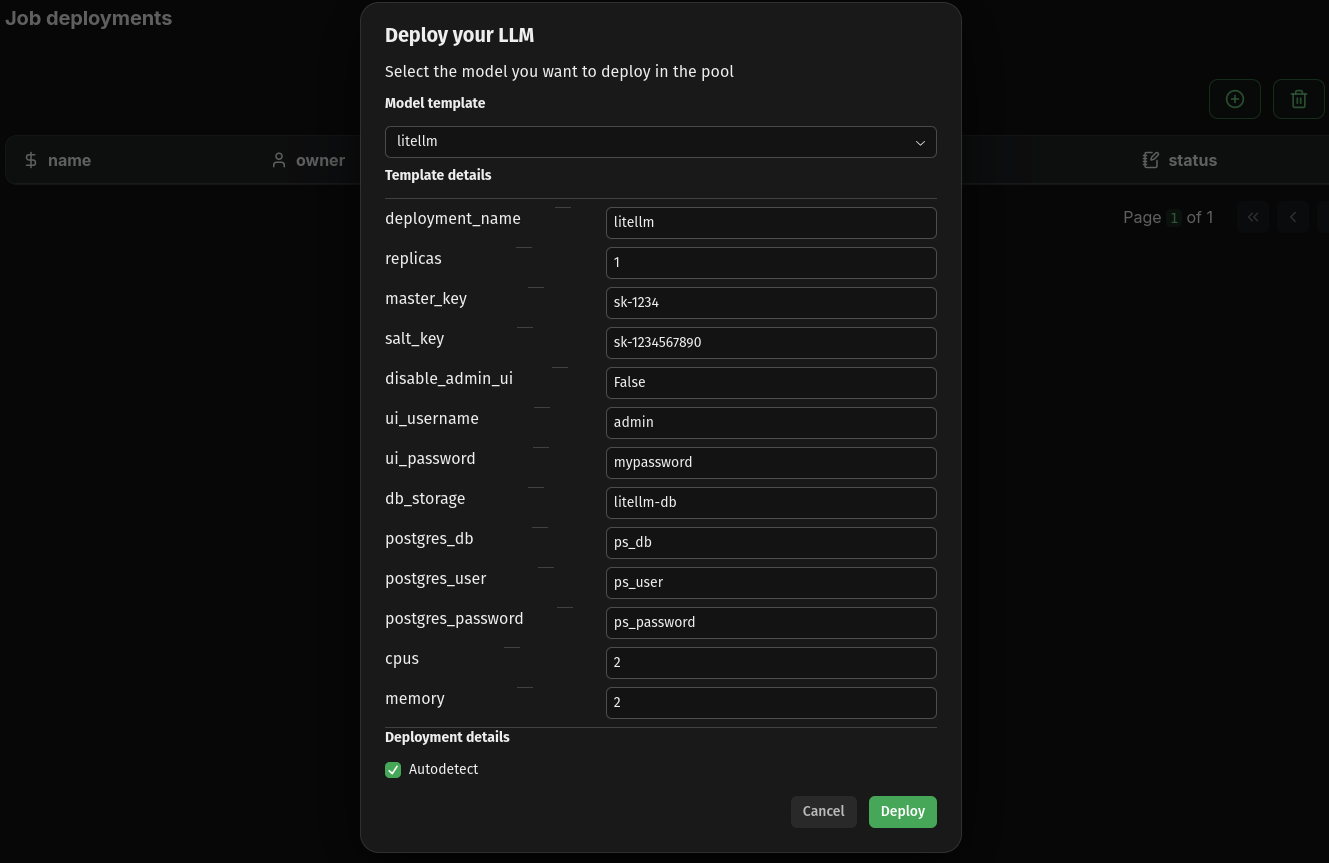 Job deployments
Deploy your LLM
Select the model you want to deploy in the pool
Model template
litellm
name owner status
Template details
deployment_name litellm
Page 1 of 1
replicas 1
master_key sk-1234
salt_key sk-1234567890
disable_admin_ui False
ui_username admin
ui_password mypassword
db_storage litellm-db
postgres_db ps_db
postgres_user ps_user
postgres_password ps_password
cpus 2
memory 2
Deployment details
Autodetect
Cancel Deploy